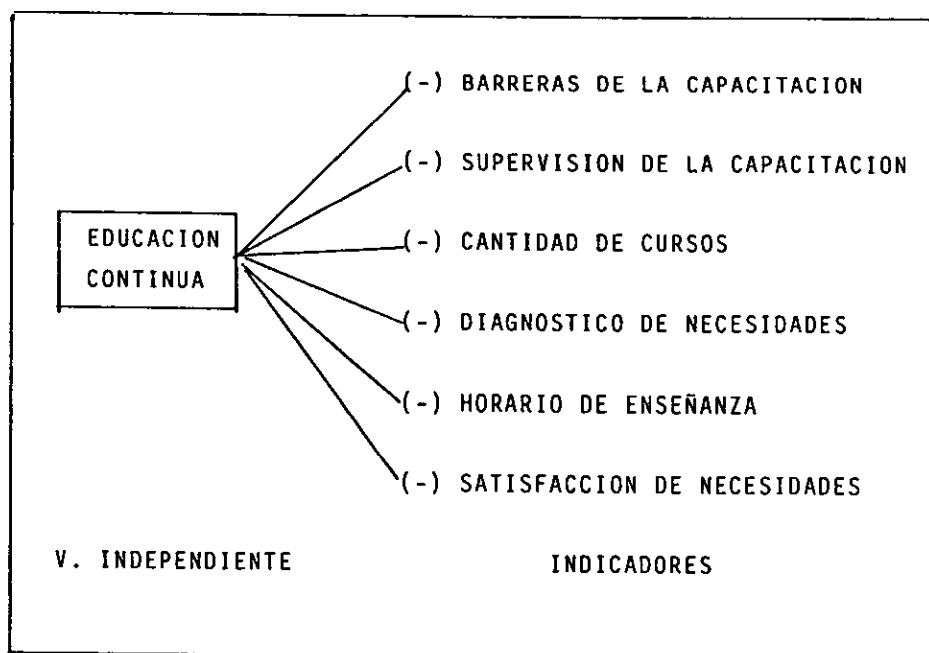 (-) BARRERAS DE LA CAPACITACION
(-) SUPERVISION DE LA CAPACITACION
EDUCACION
CONTINUA
(-) CANTIDAD DE CURSOS
(-) DIAGNOSTICO DE NECESIDADES
(-) HORARIO DE ENSEÑANZA
(-) SATISFACCION DE NECESIDADES
V. INDEPENDIENTE
INDICADORES